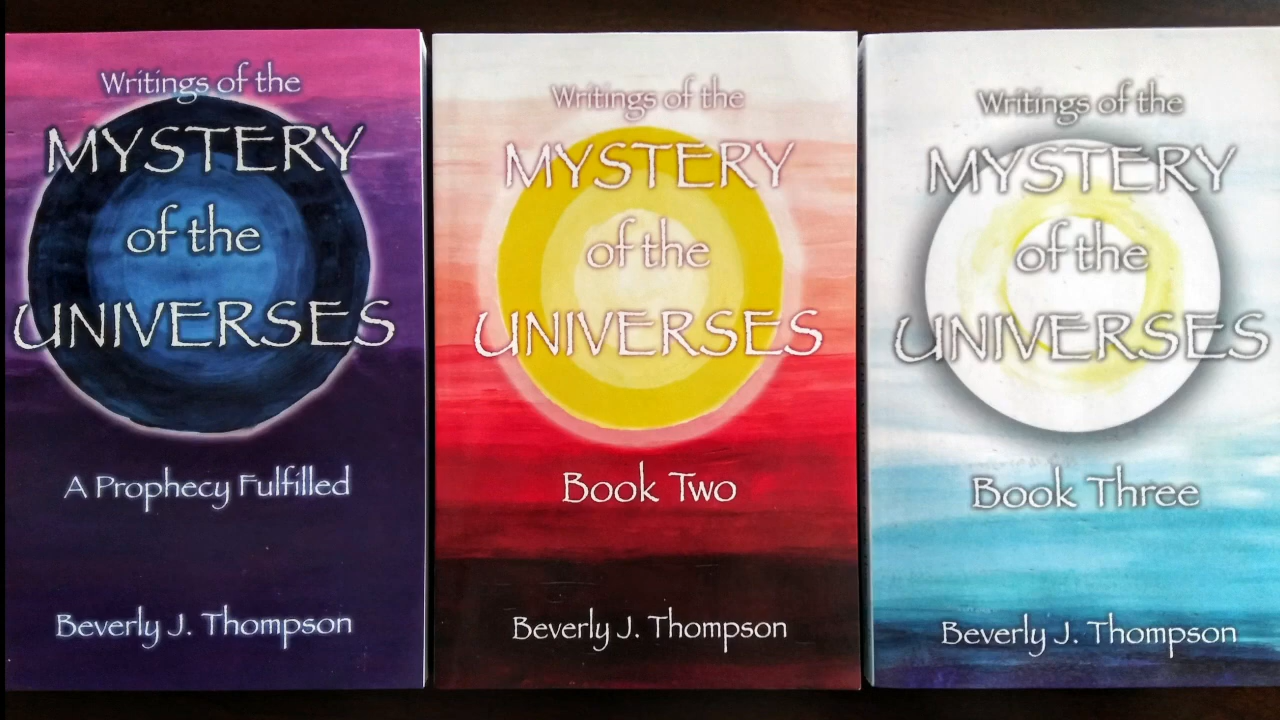 Writings of the
MYSTERY
of the
UNIVERSES
A Prophecy Fulfilled
Beverly J. Thompson
Writings of the
MYSTERY
of the
UNIVERSES
Book Two
Beverly J. Thompson
Writings of the
MYSTERY
of the
UNIVERSES
Book Three
Beverly J. Thompson